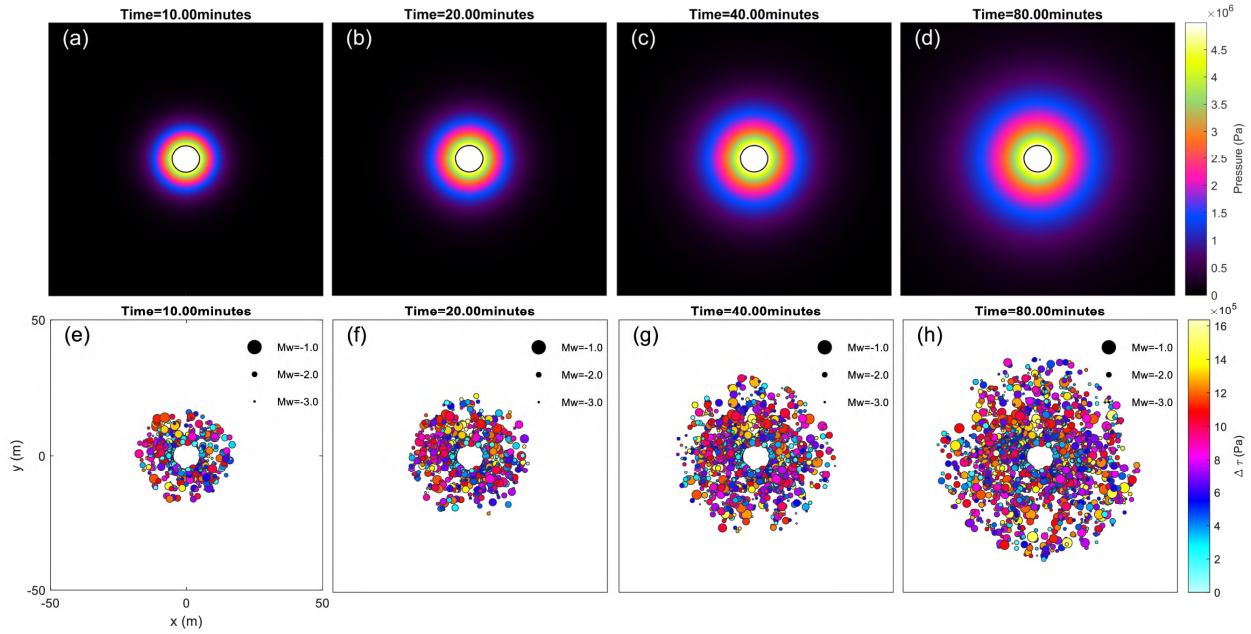 Time=10.00minutes
Time=20.00minutes
Time=40.00minutes
Time=80.00minutes
×10⁶
(a)
(b)
(c)
(d)
4.5
4
3.5
3
2.5
2
1.5
1
0.5
0
Pressure (Pa)
Time=10.00minutes
Time=20.00minutes
Time=40.00minutes
Time=80.00minutes
×10⁵
50
(e)
Mw=-1.0
Mw=-2.0
Mw=-3.0
(f)
Mw=-1.0
Mw=-2.0
Mw=-3.0
(g)
Mw=-1.0
Mw=-2.0
Mw=-3.0
(h)
Mw=-1.0
Mw=-2.0
Mw=-3.0
16
14
12
10
8
6
4
2
0
Δ τ (Pa)
y (m)
0
-50
-50
0
50
x (m)